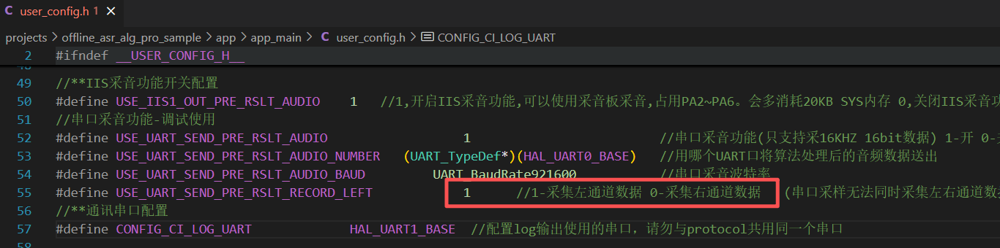 user_config.h 1
projects > offline_asr_alg_pro_sample > app > app_main > C user_config.h > CONFIG_CI_LOG_UART
2 #ifndef __USER_CONFIG_H__
49 //**IIS采音功能开关配置
50 #define USE_IIS1_OUT_PRE_RSLT_AUDIO 1 //1,开启IIS采音功能,可以使用采音板采音,占用PA2~PA6。会多消耗20KB SYS内存 0,关闭IIS采音功
51 //串口采音功能-调试使用
52 #define USE_UART_SEND_PRE_RSLT_AUDIO 1 //串口采音功能(只支持采16KHZ 16bit数据) 1-开 0-
53 #define USE_UART_SEND_PRE_RSLT_AUDIO_NUMBER (UART_TypeDef*)(HAL_UART0_BASE) //用哪个UART口将算法处理后的音频数据送出
54 #define USE_UART_SEND_PRE_RSLT_AUDIO_BAUD UART_BaudRate921600 //串口采音波特率
55 #define USE_UART_SEND_PRE_RSLT_RECORD_LEFT 1 //1-采集左通道数据 0-采集右通道数据 (串口采样无法同时采集左右通道数据
56 //**通讯串口配置
57 #define CONFIG_CI_LOG_UART HAL_UART1_BASE //配置log输出使用的串口，请勿与protocol共用同一个串口
58